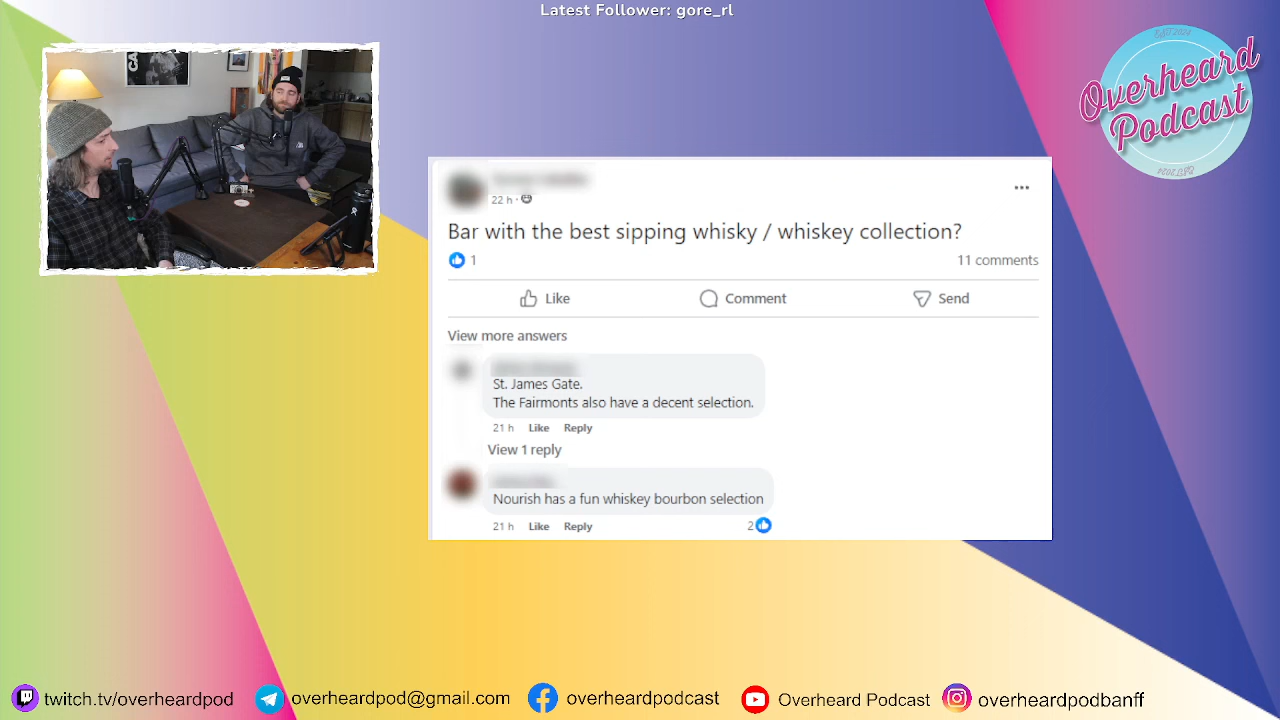 Latest Follower: gore_rl
Overheard
Podcast
Bar with the best sipping whisky / whiskey collection?
22 h
1
11 comments
Like
Comment
Send
View more answers
St. James Gate.
The Fairmonts also have a decent selection.
21 h Like Reply
View 1 reply
Nourish has a fun whiskey bourbon selection
21 h Like Reply
2
twitch.tv/overheardpod
overheardpod@gmail.com
overheardpodcast
Overheard Podcast
overheardpodbanff